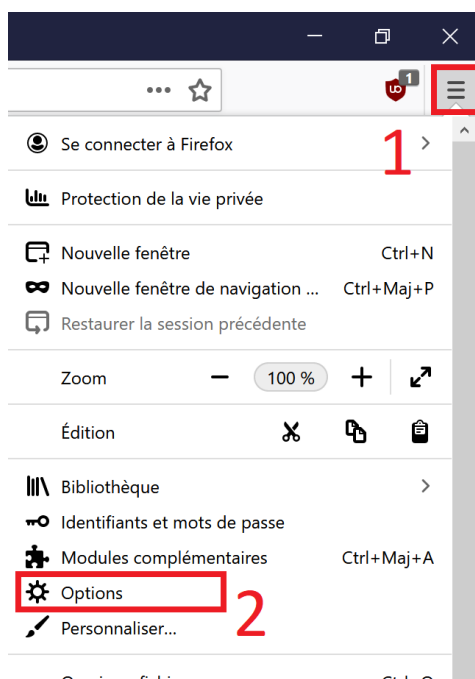 1
1
Se connecter à Firefox
Protection de la vie privée
Nouvelle fenêtre Ctrl+N
Nouvelle fenêtre de navigation ... Ctrl+Maj+P
Restaurer la session précédente
Zoom 100 %
Édition
Bibliothèque
Identifiants et mots de passe
Modules complémentaires Ctrl+Maj+A
Options
2
Personnaliser...